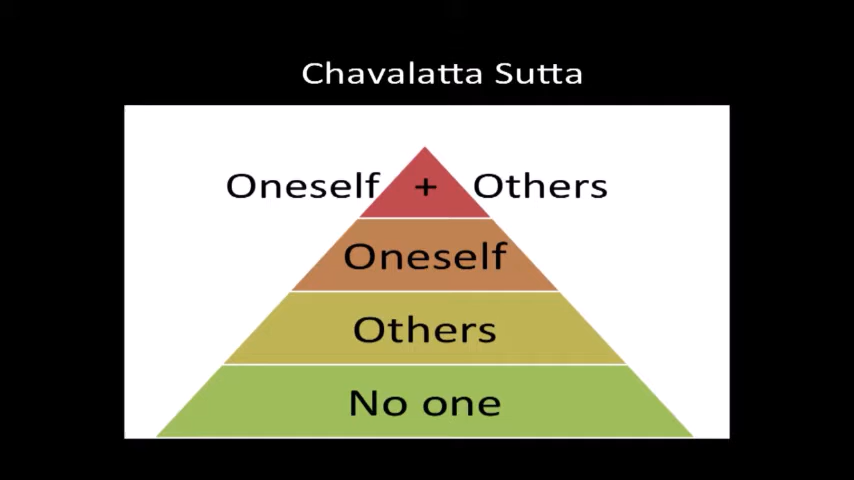 Chavalatta Sutta
Oneself + Others
Oneself
Others
No one